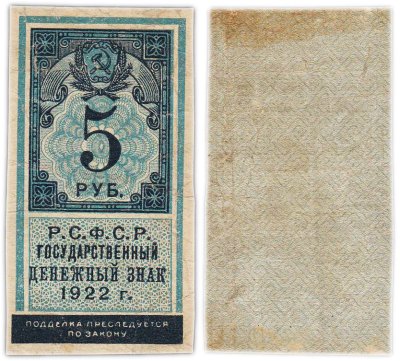 5
РУБ.
Р.С.Ф.С.Р.
ГОСУДАРСТВЕННЫЙ
ДЕНЕЖНЫЙ ЗНАК
1922 г.
ПОДДЕЛКА ПРЕСЛЕДУЕТСЯ
ПО ЗАКОНУ